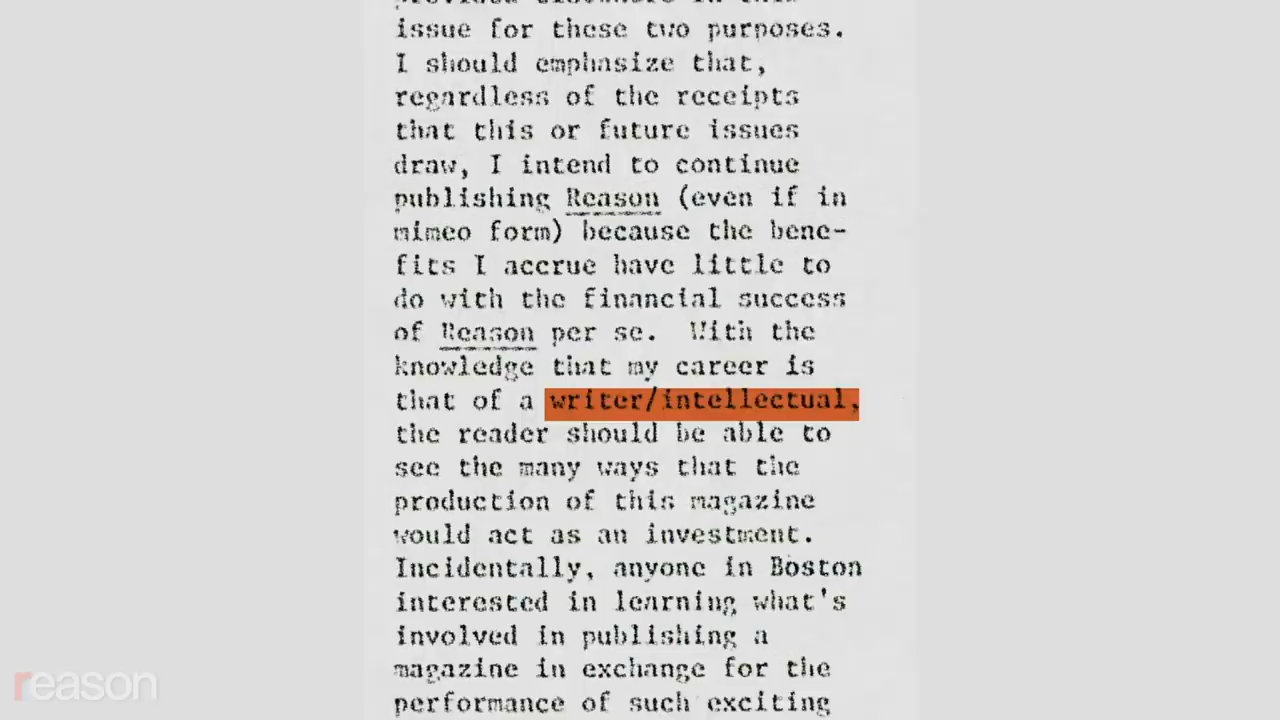 provided elsewhere in this
issue for these two purposes.
I should emphasize that,
regardless of the receipts
that this or future issues
draw, I intend to continue
publishing Reason (even if in
mimeo form) because the bene-
fits I accrue have little to
do with the financial success
of Reason per se. With the
knowledge that my career is
that of a writer/intellectual,
the reader should be able to
see the many ways that the
production of this magazine
would act as an investment.
Incidentally, anyone in Boston
interested in learning what's
involved in publishing a
magazine in exchange for the
performance of such exciting
reason